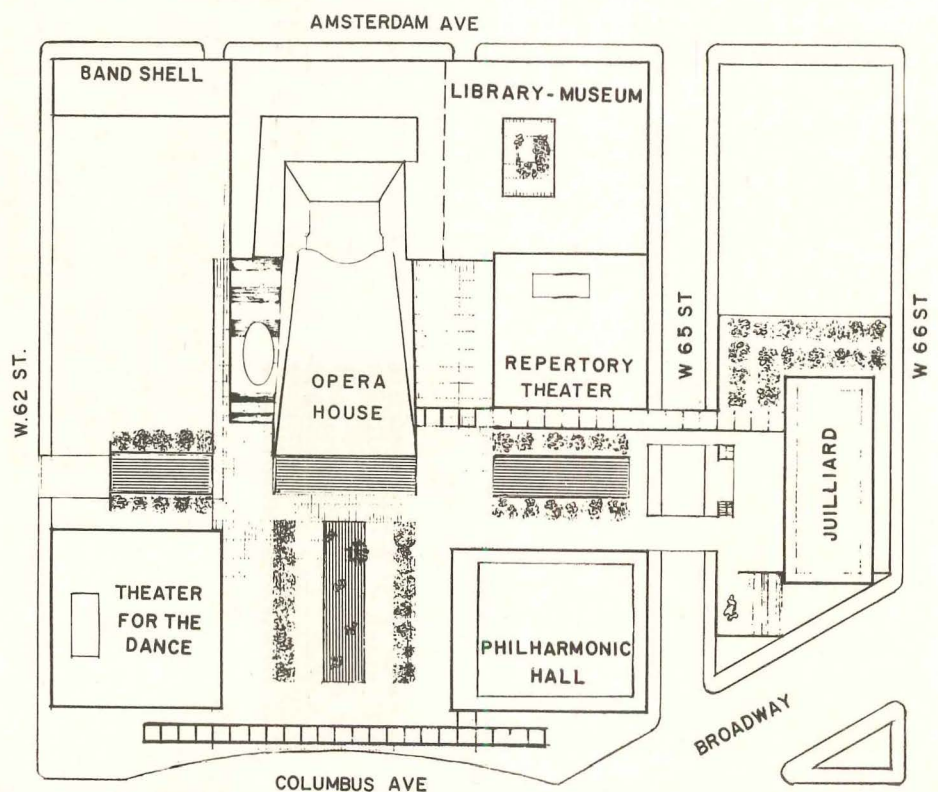 AMSTERDAM AVE
BAND SHELL
LIBRARY-MUSEUM
W. 62 ST.
OPERA
HOUSE
REPERTORY
THEATER
W 65 ST
W 66 ST
JUILLIARD
THEATER
FOR THE
DANCE
PHILHARMONIC
HALL
BROADWAY
COLUMBUS AVE